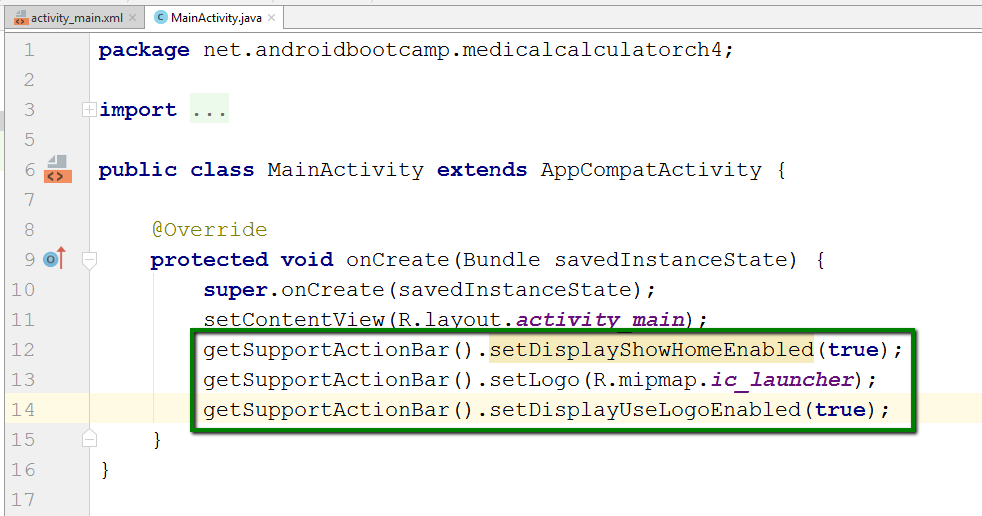 activity_main.xml MainActivity.java
1 package net.androidbootcamp.medicalcalculatorch4;
2
3 import ...
5
6 public class MainActivity extends AppCompatActivity {
7
8 @Override
9 protected void onCreate(Bundle savedInstanceState) {
10 super.onCreate(savedInstanceState);
11 setContentView(R.layout.activity_main);
12 getSupportActionBar().setDisplayShowHomeEnabled(true);
13 getSupportActionBar().setLogo(R.mipmap.ic_launcher);
14 getSupportActionBar().setDisplayUseLogoEnabled(true);
15 }
16 }
17